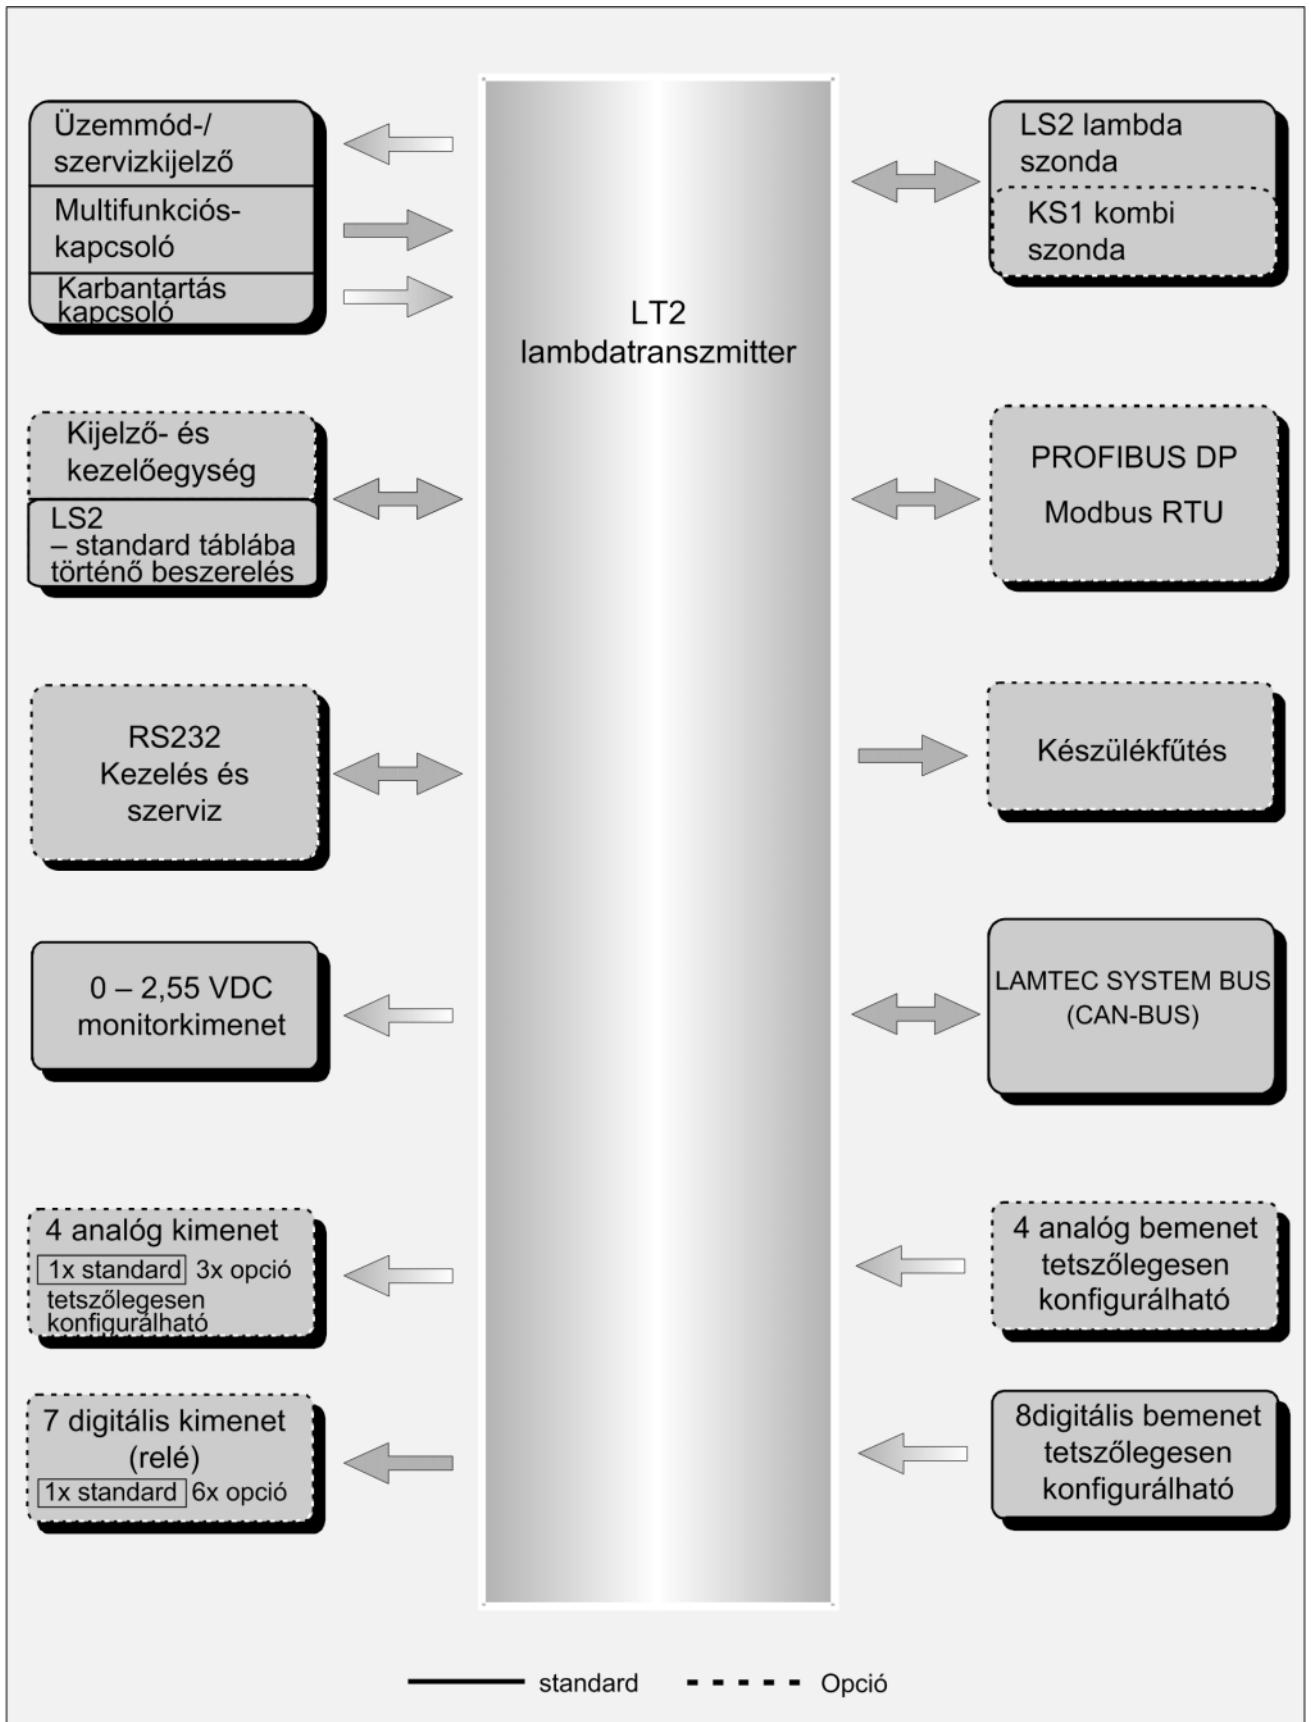 Üzemmód-/
szervizkijelző
Multifunkciós-
kapcsoló
Karbantartás
kapcsoló
Kijelző- és
kezelőegység
LS2
– standard táblába
történő beszerelés
RS232
Kezelés és
szerviz
0 – 2,55 VDC
monitorkimenet
4 analóg kimenet
1x standard 3x opció
tetszőlegesen
konfigurálható
7 digitális kimenet
(relé)
1x standard 6x opció
LT2
lambdatranszmitter
LS2 lambda
szonda
KS1 kombi
szonda
PROFIBUS DP
Modbus RTU
Készülékfűtés
LAMTEC SYSTEM BUS
(CAN-BUS)
4 analóg bemenet
tetszőlegesen
konfigurálható
8digitális bemenet
tetszőlegesen
konfigurálható
standard
Opció